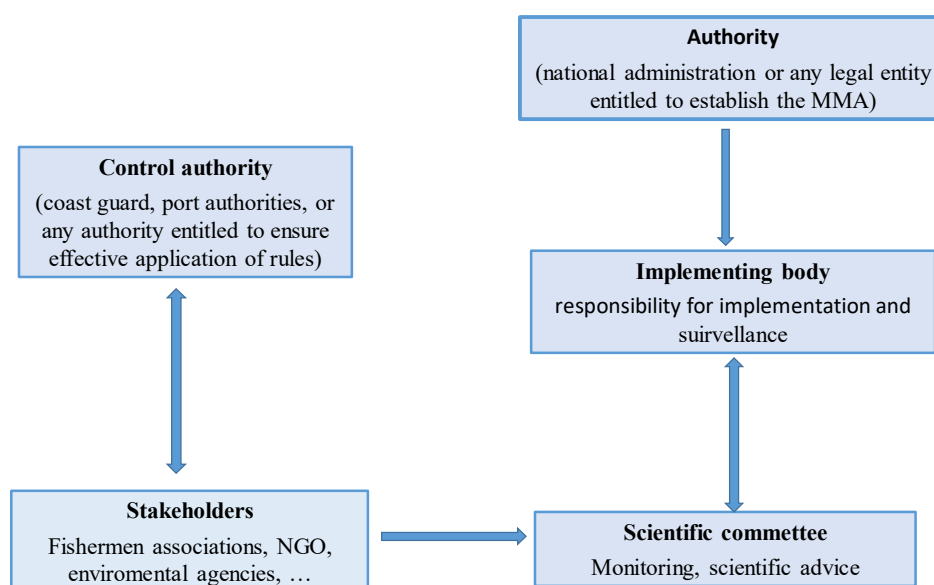 Authority
(national administration or any legal entity
entitled to establish the MMA)
Control authority
(coast guard, port authorities, or
any authority entitled to ensure
effective application of rules)
Implementing body
responsibility for implementation and
suirvellance
Stakeholders
Fishermen associations, NGO,
enviromental agencies, …
Scientific commettee
Monitoring, scientific advice